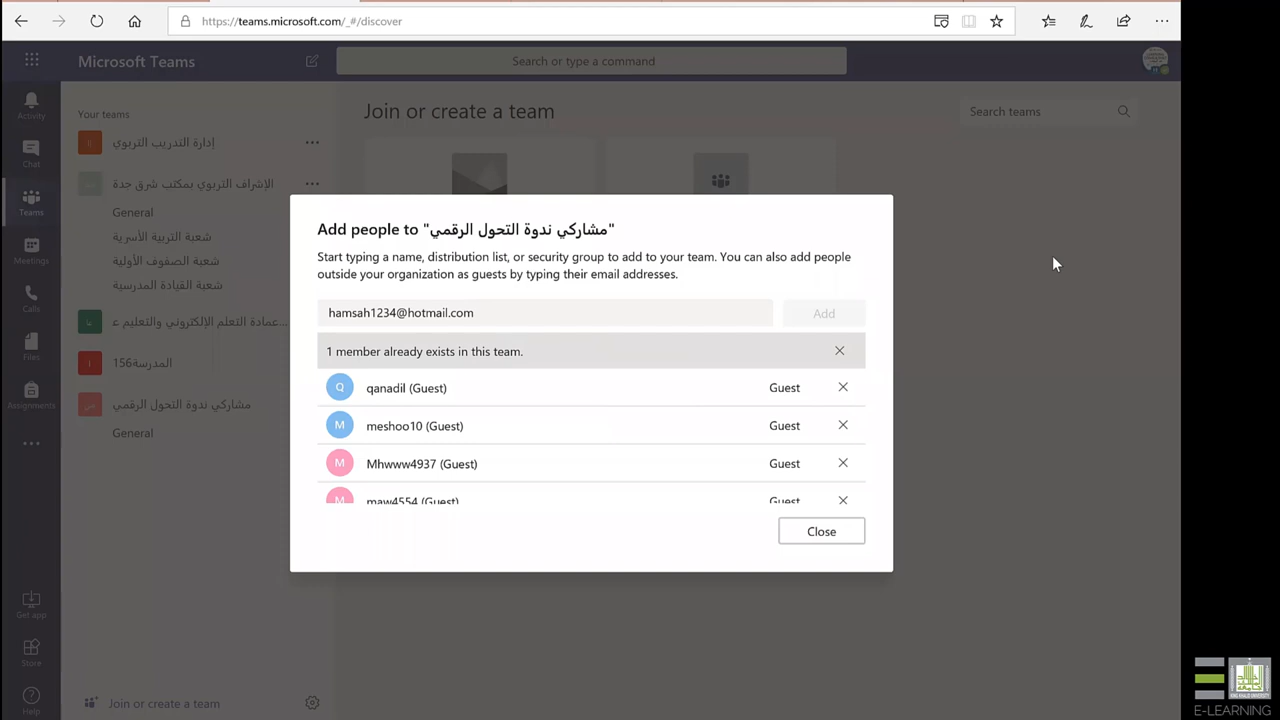 https://teams.microsoft.com/_#/discover
Microsoft Teams
Search or type a command
Activity
Chat
Teams
Meetings
Calls
Files
Assignments
Get app
Store
Help
Your teams
إدارة التدريب التربوي
الإشراف التربوي بمكتب شرق جدة
General
شعبة التربية الأسرية
شعبة الصفوف الأولية
شعبة القيادة المدرسية
عمادة التعلم الإلكتروني والتعليم ع...
المدرسة156
مشاركي ندوة التحول الرقمي
General
Join or create a team
Join or create a team
Search teams
Add people to "مشاركي ندوة التحول الرقمي"
Start typing a name, distribution list, or security group to add to your team. You can also add people
outside your organization as guests by typing their email addresses.
hamsah1234@hotmail.com
Add
1 member already exists in this team.
Q qanadil (Guest) Guest
M meshoo10 (Guest) Guest
M Mhwww4937 (Guest) Guest
M maw4554 (Guest) Guest
Close
E-LEARNING